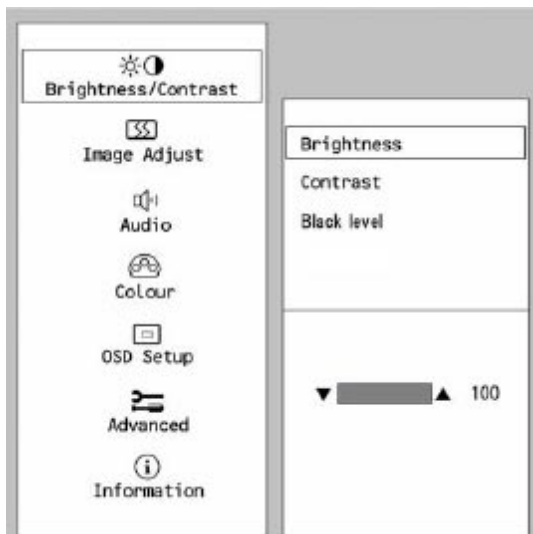 Brightness/Contrast
Image Adjust
Audio
Colour
OSD Setup
Advanced
Information
Brightness
Contrast
Black level
▼ ▲ 100